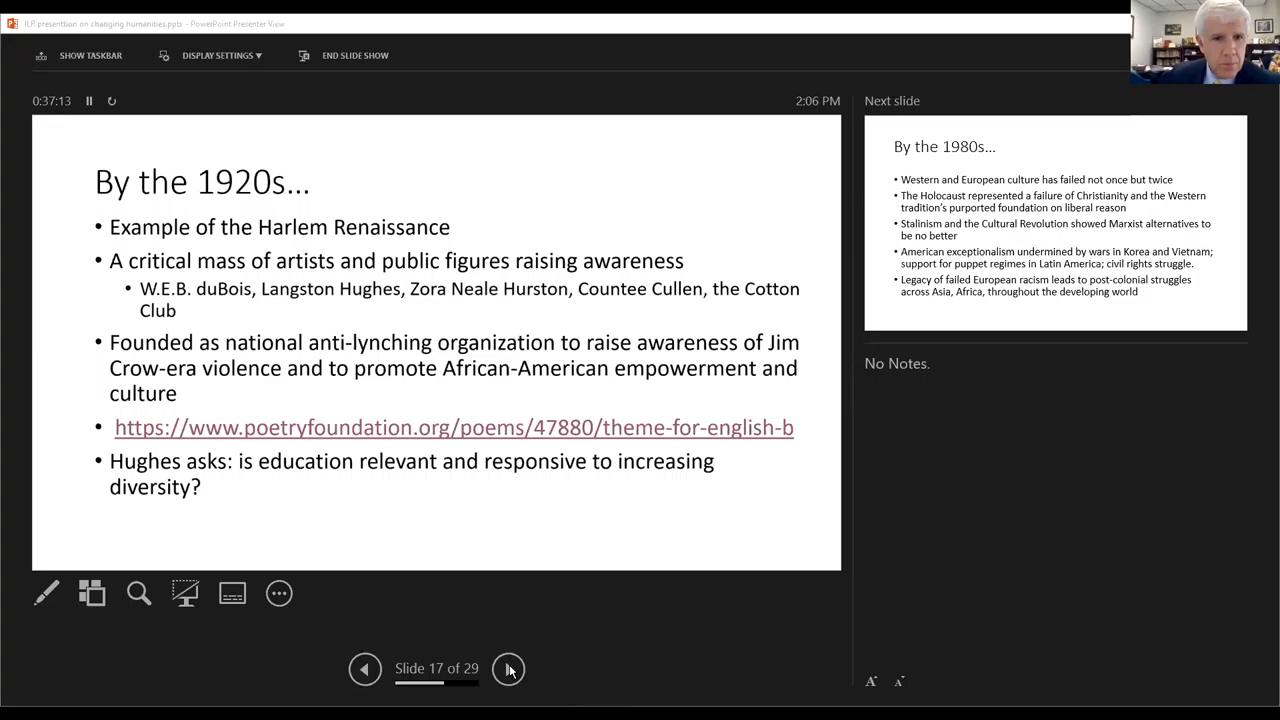 ILR presenttian on changing humanities.pptx - PowerPoint Presenter View
SHOW TASKBAR
DISPLAY SETTINGS ▾
END SLIDE SHOW
0:37:13
2:06 PM
By the 1920s...
• Example of the Harlem Renaissance
• A critical mass of artists and public figures raising awareness
• W.E.B. duBois, Langston Hughes, Zora Neale Hurston, Countee Cullen, the Cotton
Club
• Founded as national anti-lynching organization to raise awareness of Jim
Crow-era violence and to promote African-American empowerment and
culture
• https://www.poetryfoundation.org/poems/47880/theme-for-english-b
• Hughes asks: is education relevant and responsive to increasing
diversity?
Slide 17 of 29
Next slide
By the 1980s...
• Western and European culture has failed not once but twice
• The Holocaust represented a failure of Christianity and the Western
tradition's purported foundation on liberal reason
• Stalinism and the Cultural Revolution showed Marxist alternatives to
be no better
• American exceptionalism undermined by wars in Korea and Vietnam;
support for puppet regimes in Latin America; civil rights struggle.
• Legacy of failed European racism leads to post-colonial struggles
across Asia, Africa, throughout the developing world
No Notes.
A A